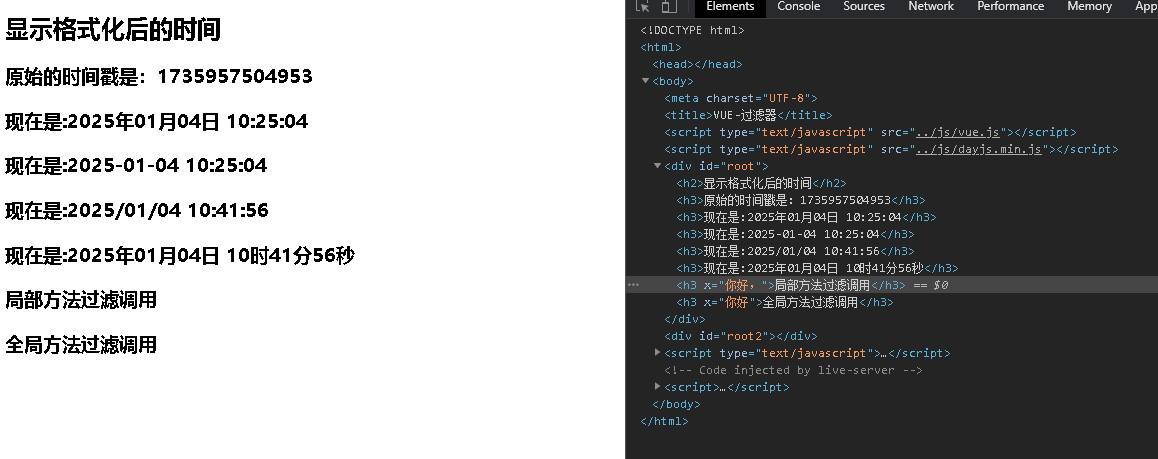 显示格式化后的时间
原始的时间戳是：1735957504953
现在是:2025年01月04日 10:25:04
现在是:2025-01-04 10:25:04
现在是:2025/01/04 10:41:56
现在是:2025年01月04日 10时41分56秒
局部方法过滤调用
全局方法过滤调用
Elements Console Sources Network Performance Memory App
<!DOCTYPE html>
<html>
<head></head>
<body>
<meta charset="UTF-8">
<title>VUE-过滤器</title>
<script type="text/javascript" src="../js/vue.js"></script>
<script type="text/javascript" src="../js/dayjs.min.js"></script>
<div id="root">
<h2>显示格式化后的时间</h2>
<h3>原始的时间戳是：1735957504953</h3>
<h3>现在是:2025年01月04日 10:25:04</h3>
<h3>现在是:2025-01-04 10:25:04</h3>
<h3>现在是:2025/01/04 10:41:56</h3>
<h3>现在是:2025年01月04日 10时41分56秒</h3>
<h3 x="你好，">局部方法过滤调用</h3> == $0
<h3 x="你好">全局方法过滤调用</h3>
</div>
<div id="root2"></div>
<script type="text/javascript">…</script>
<!-- Code injected by live-server -->
<script>…</script>
</body>
</html>